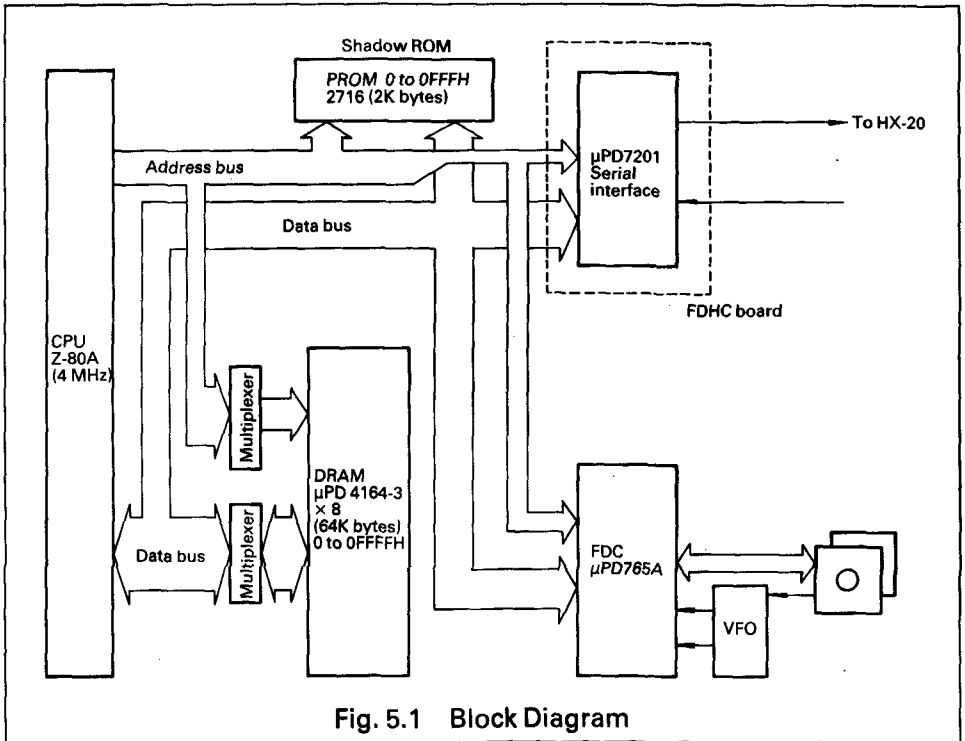 Shadow ROM
PROM 0 to 0FFFH
2716 (2K bytes)
To HX-20
μPD7201
Serial
interface
Address bus
Data bus
FDHC board
CPU
Z-80A
(4 MHz)
Multiplexer
DRAM
μPD 4164-3
× 8
(64K bytes)
0 to 0FFFFH
Multiplexer
Data bus
FDC
μPD765A
VFO
Fig. 5.1 Block Diagram